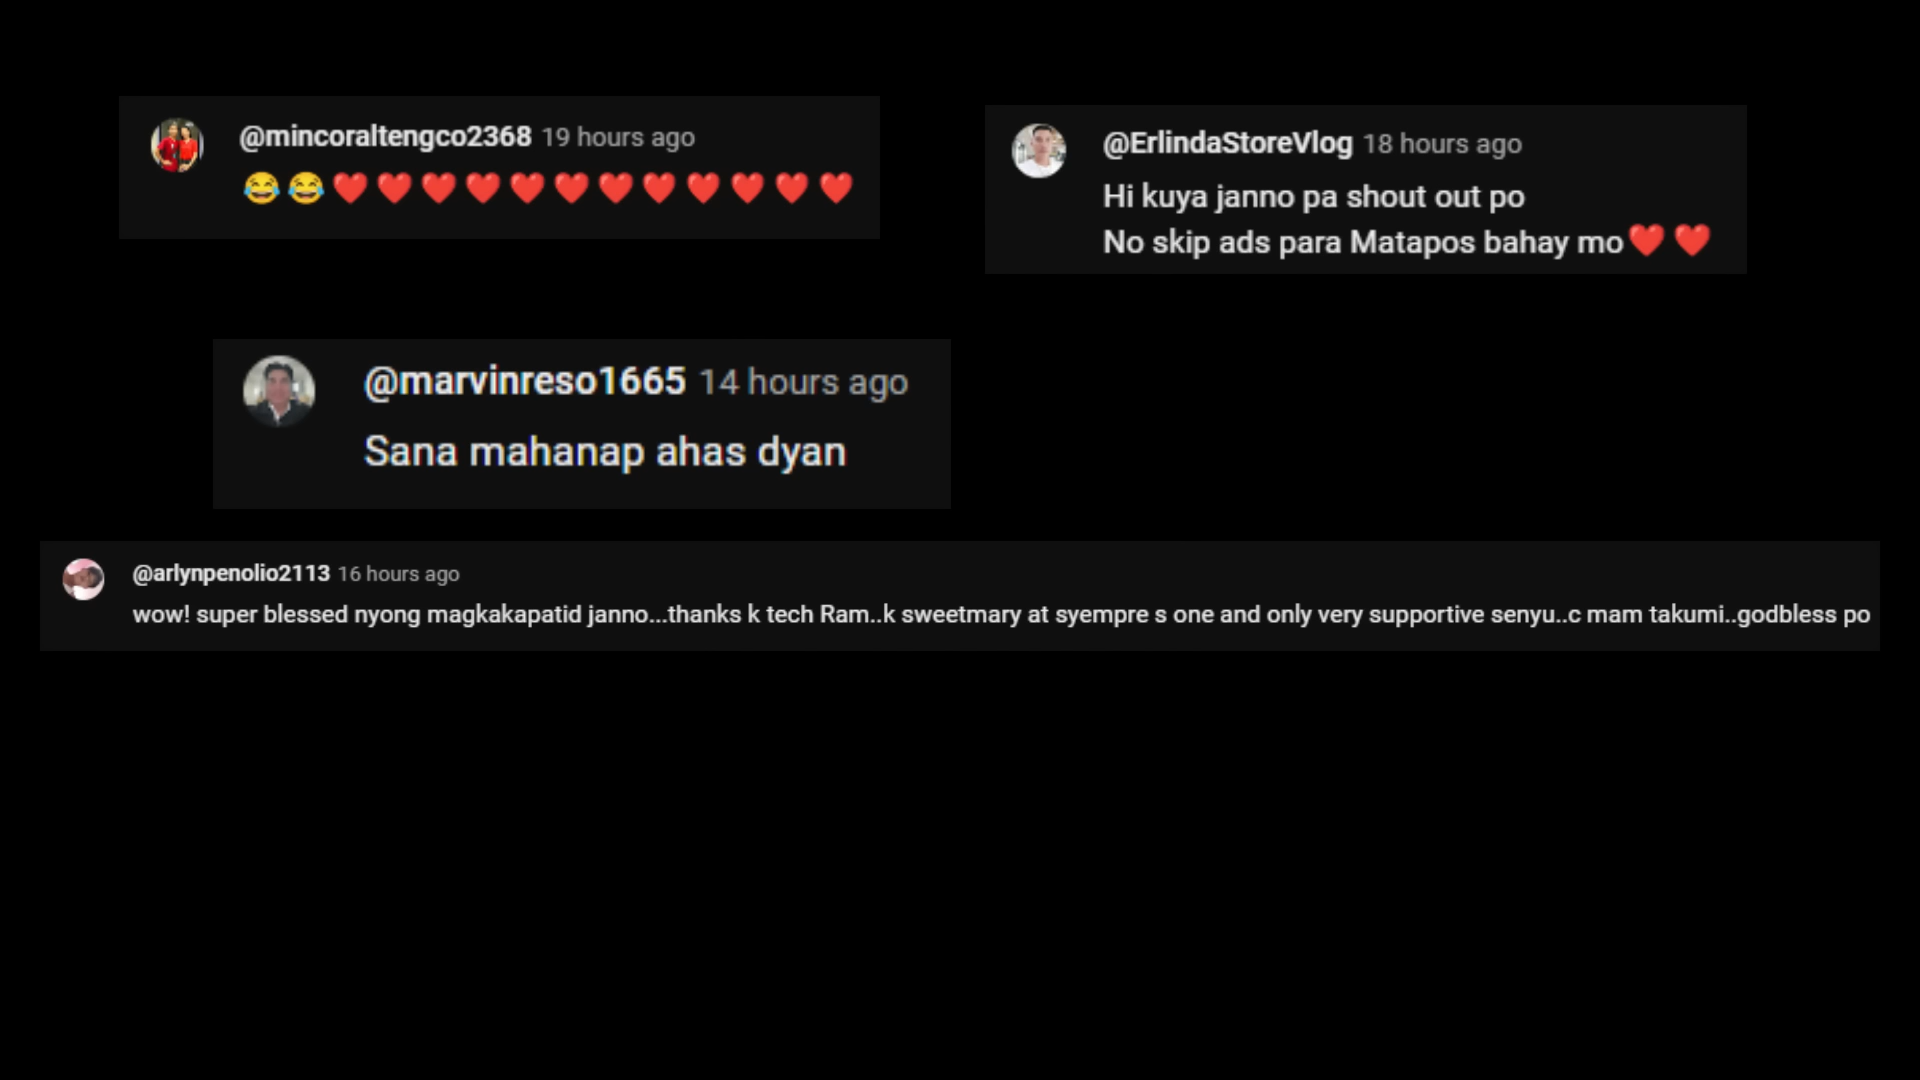 @mincoraltengco2368 19 hours ago
😂😂❤️❤️❤️❤️❤️❤️❤️❤️❤️❤️❤️❤️
@ErlindaStoreVlog 18 hours ago
Hi kuya janno pa shout out po
No skip ads para Matapos bahay mo❤️❤️
@marvinreso1665 14 hours ago
Sana mahanap ahas dyan
@arlynpenolio2113 16 hours ago
wow! super blessed nyong magkakapatid janno...thanks k tech Ram..k sweetmary at syempre s one and only very supportive senyu..c mam takumi..godbless po